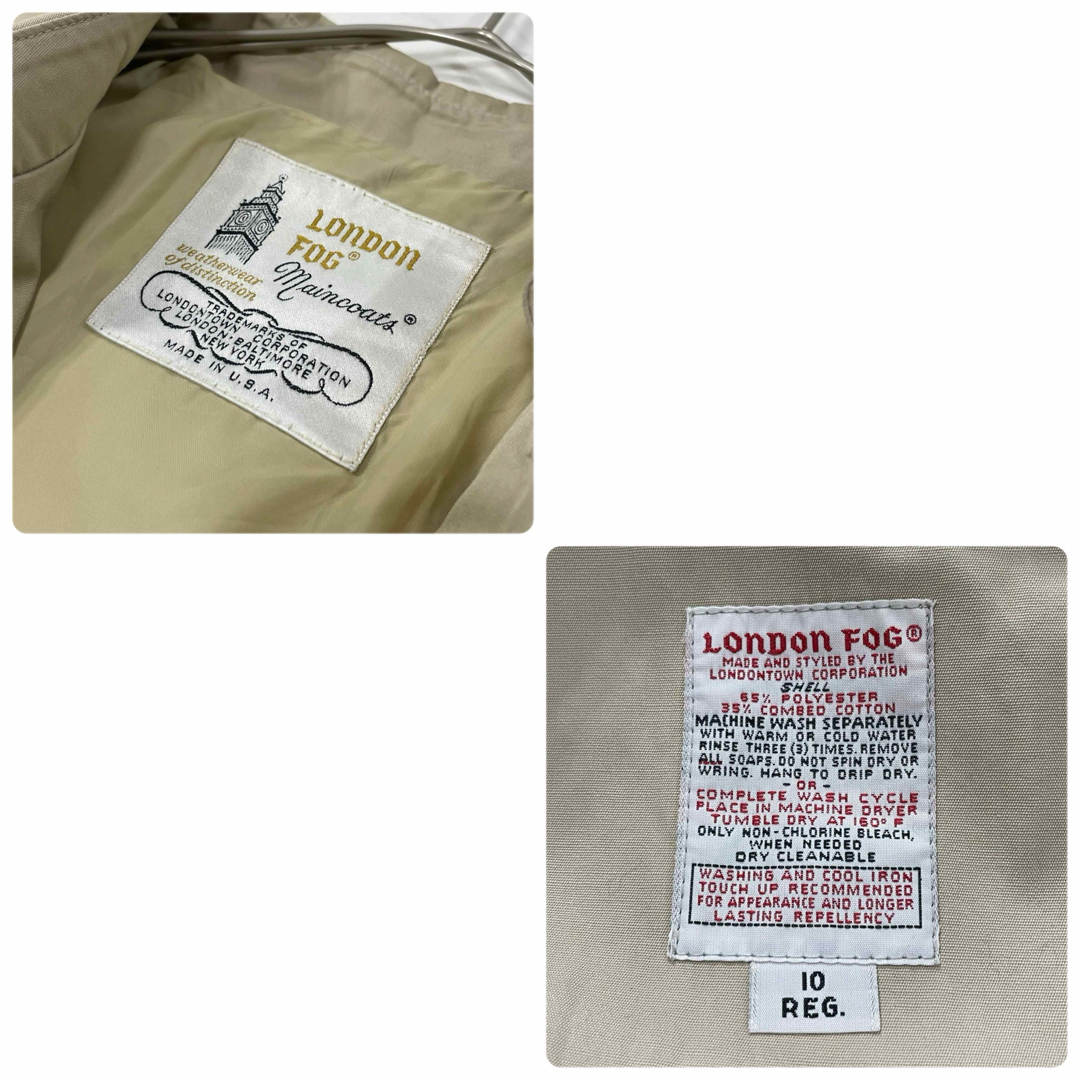 LONDON
FOG®
Maincoats®
weatherwear
of distinction
TRADEMARKS OF
LONDONTOWN CORPORATION
LONDON·BALTIMORE
NEW YORK
MADE IN U.S.A.
LONDON FOG®
MADE AND STYLED BY THE
LONDONTOWN CORPORATION
SHELL
65% POLYESTER
35% COMBED COTTON
MACHINE WASH SEPARATELY
WITH WARM OR COLD WATER
RINSE THREE (3) TIMES. REMOVE
ALL SOAPS. DO NOT SPIN DRY OR
WRING. HANG TO DRIP DRY.
- OR -
COMPLETE WASH CYCLE
PLACE IN MACHINE DRYER
TUMBLE DRY AT 160° F
ONLY NON-CHLORINE BLEACH,
WHEN NEEDED
DRY CLEANABLE
WASHING AND COOL IRON
TOUCH UP RECOMMENDED
FOR APPEARANCE AND LONGER
LASTING REPELLENCY
10
REG.